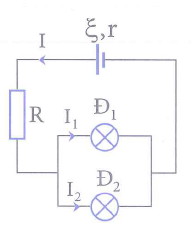 ξ,r
I
R
I₁ Đ₁
I₂ Đ₂